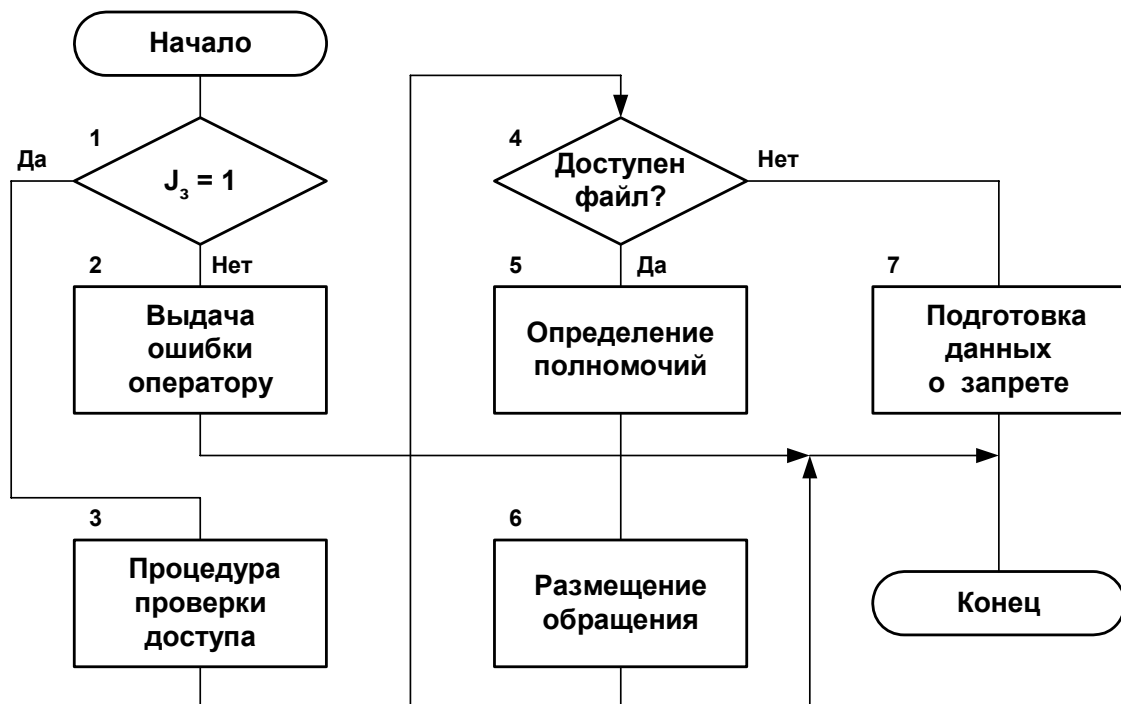 Начало
1
Да
J₃ = 1
2
Нет
Выдача
ошибки
оператору
3
Процедура
проверки
доступа
4
Доступен
файл?
Нет
5
Да
Определение
полномочий
6
Размещение
обращения
7
Подготовка
данных
о запрете
Конец